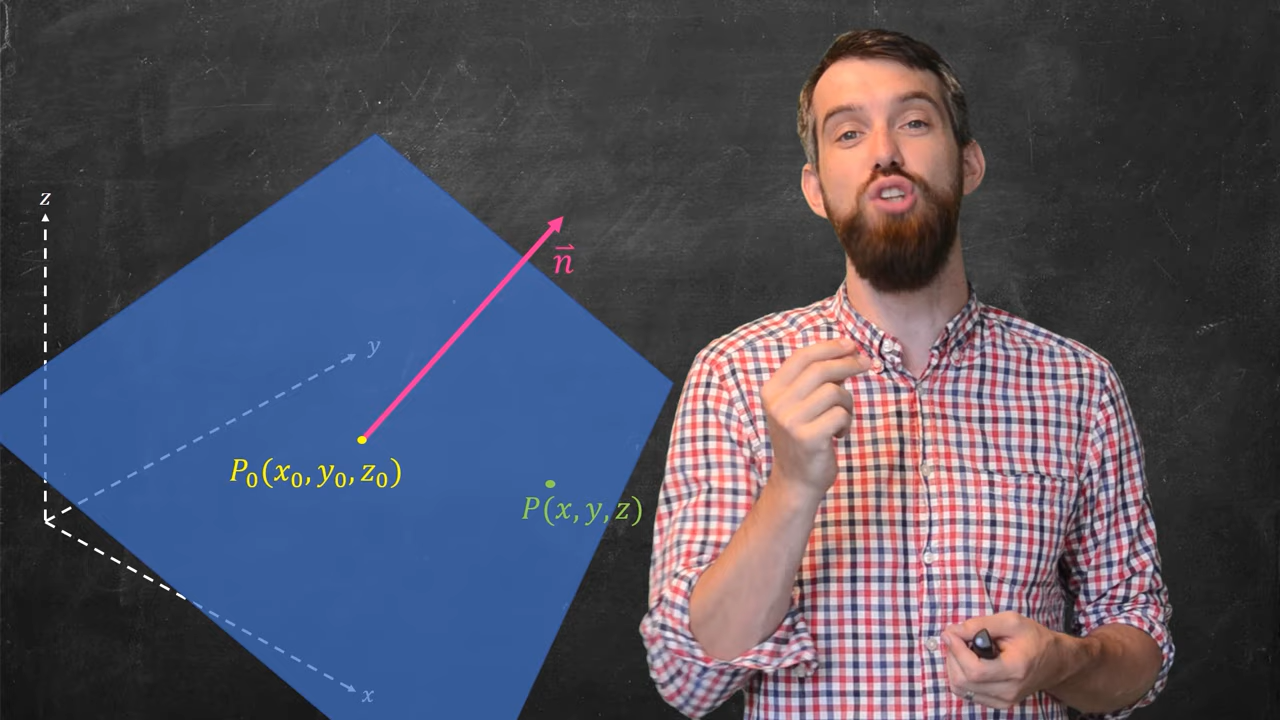 z
n⃗
y
P₀(x₀, y₀, z₀)
P(x, y, z)
x